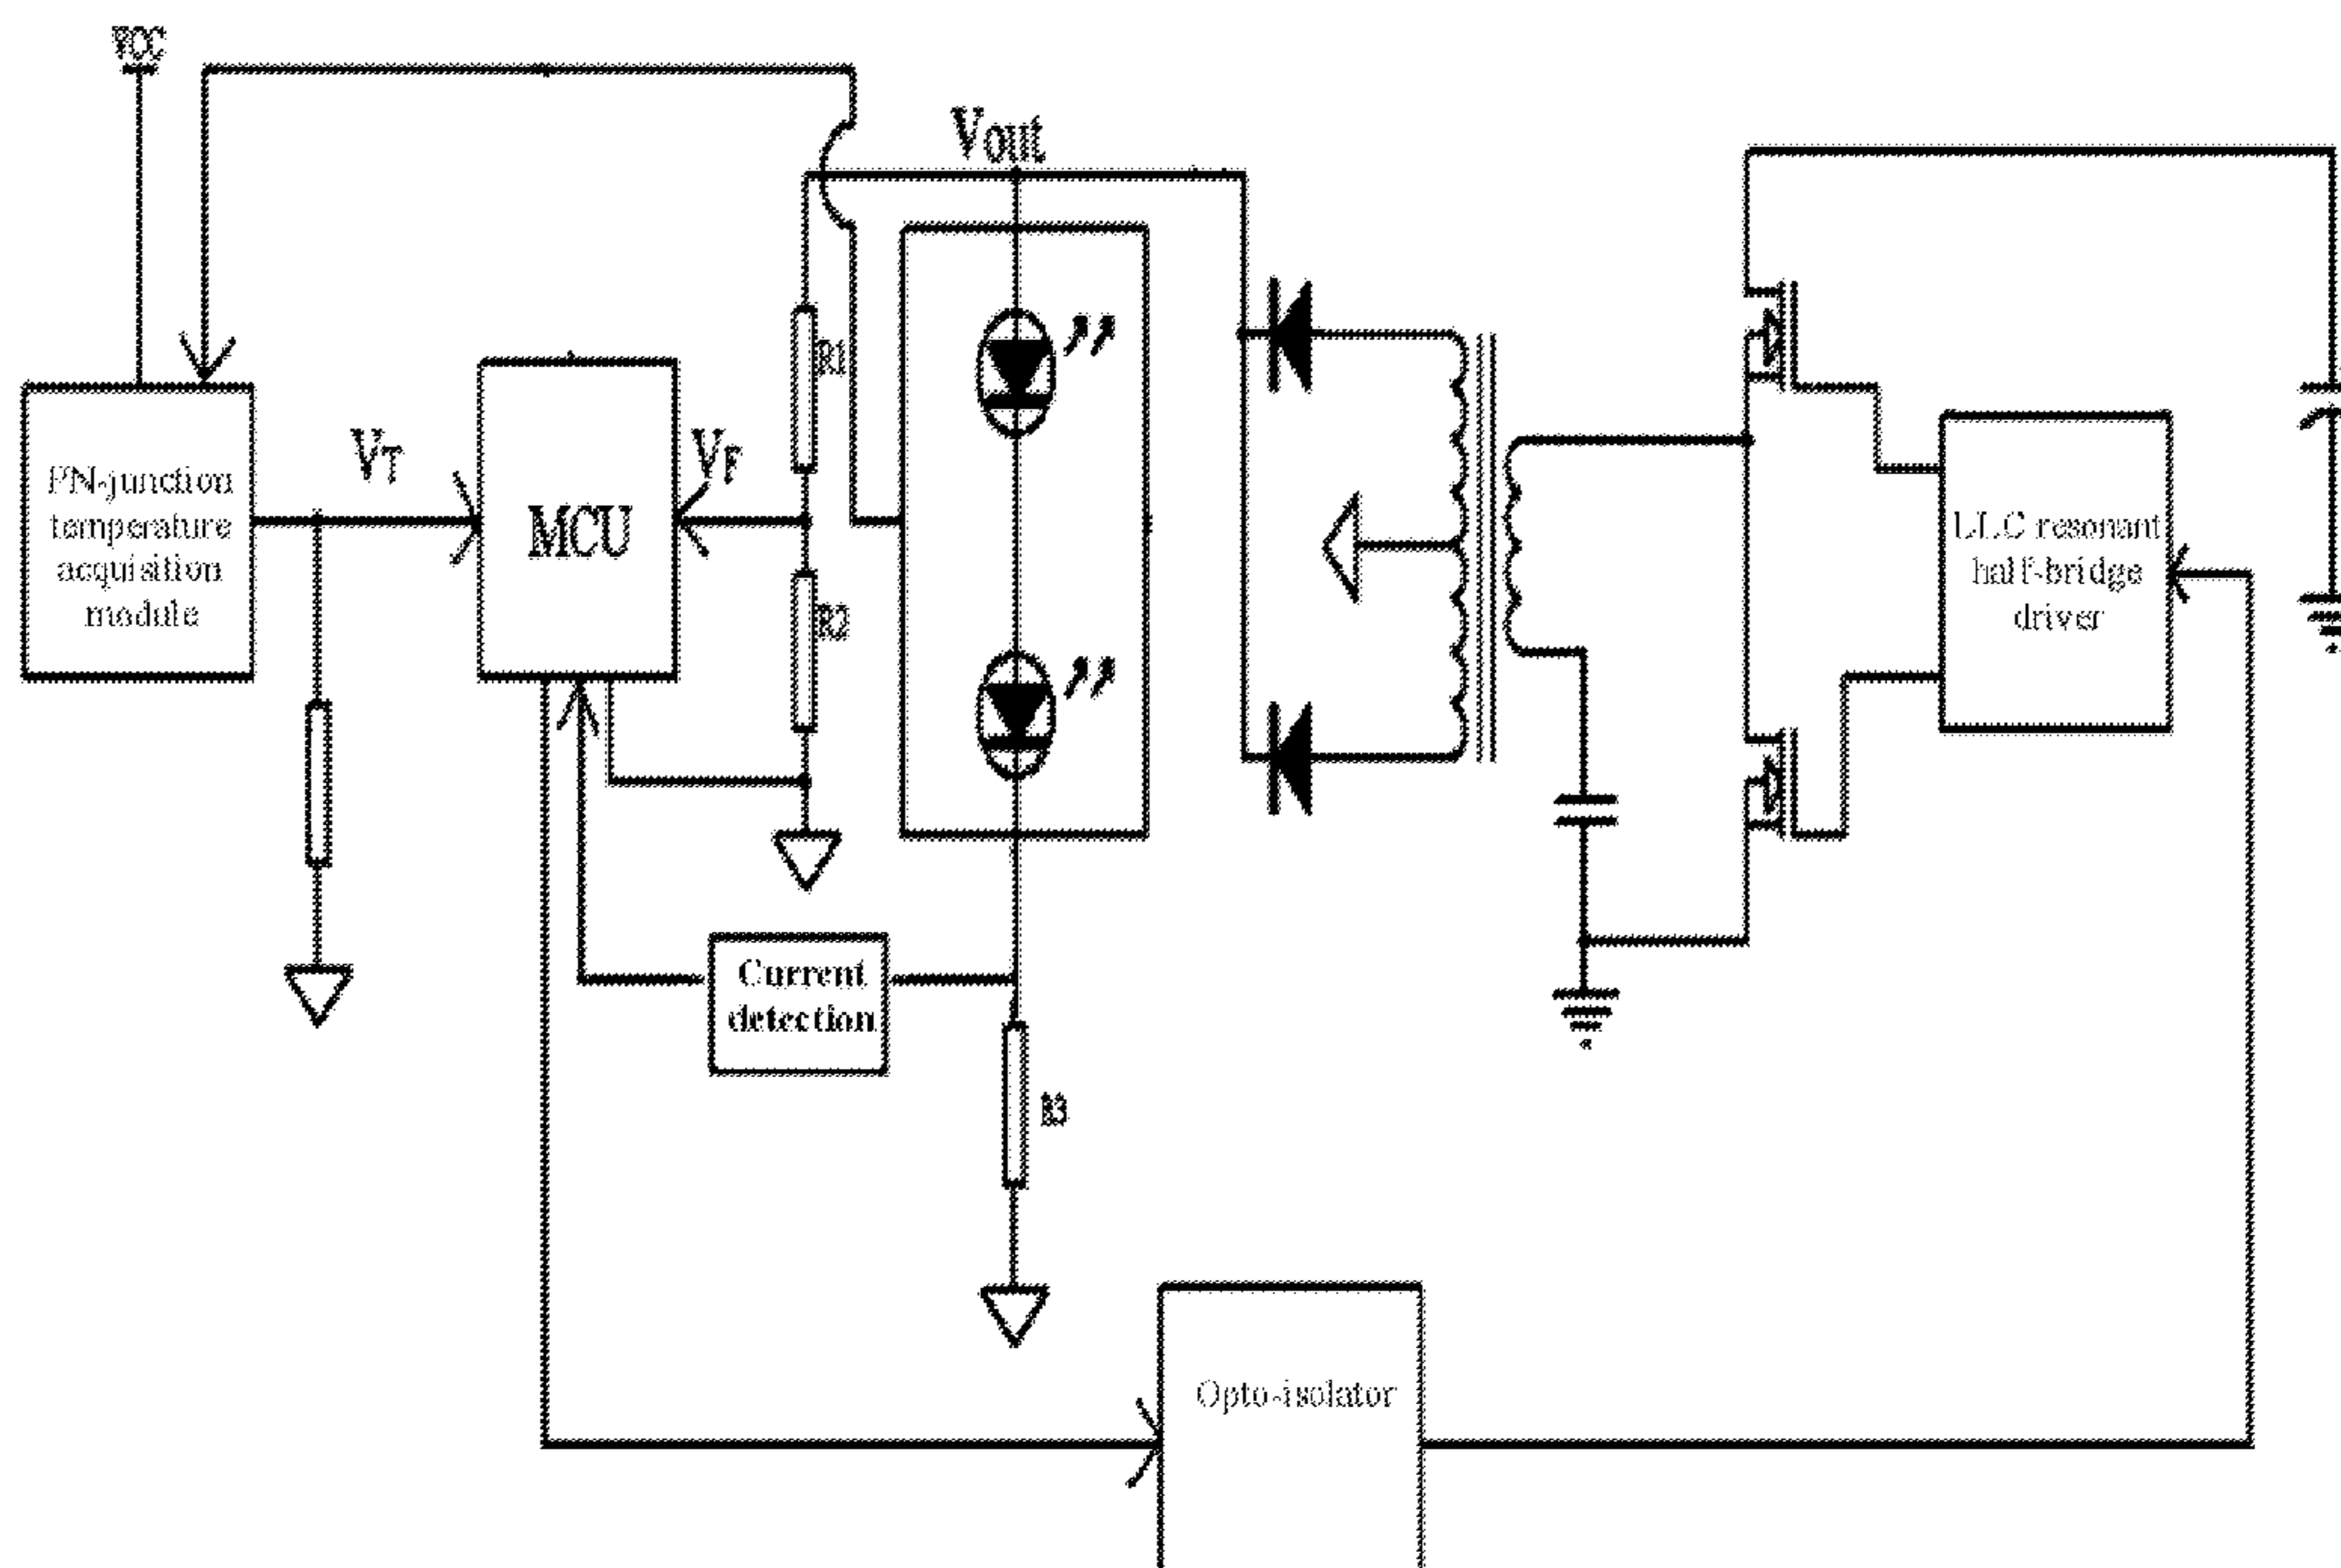 VCC
Vout
R1
VT
VF
PN-junction
temperature
acquisition
module
MCU
LLC resonant
half-bridge
driver
R2
Current
detection
R3
Opto-isolator